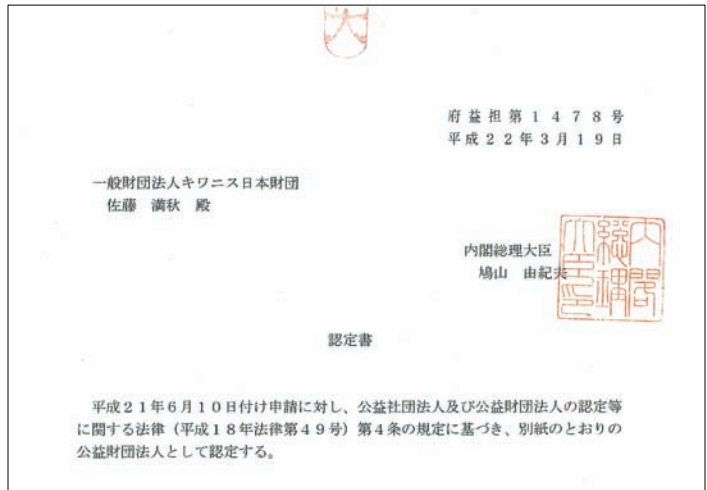 府益担第１４７８号
平成２２年３月１９日
一般財団法人キワニス日本財団
佐藤　満秋　殿
内閣総理大臣
鳩山　由紀夫
内閣総理大臣印
認定書
平成２１年６月１０日付け申請に対し、公益社団法人及び公益財団法人の認定等
に関する法律（平成１８年法律第４９号）第４条の規定に基づき、別紙のとおりの
公益財団法人として認定する。